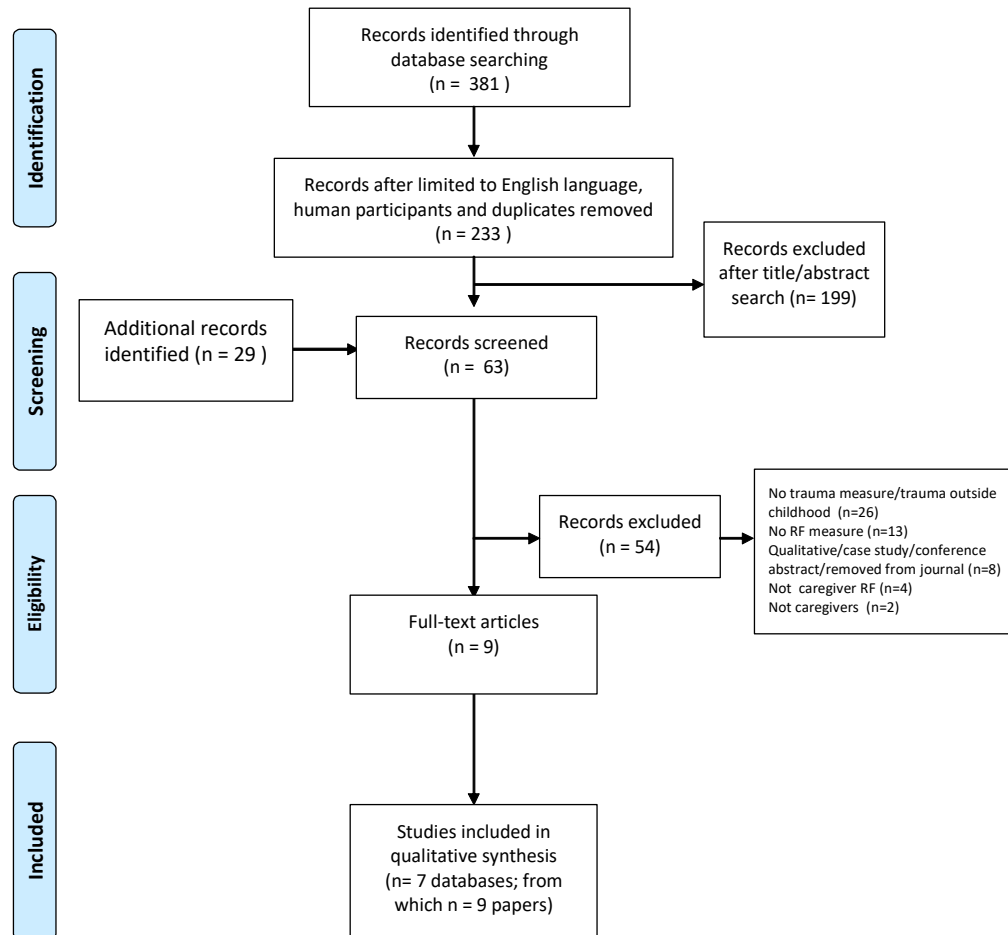 Identification
Records identified through
database searching
(n = 381 )
Records after limited to English language,
human participants and duplicates removed
(n = 233 )
Records excluded
after title/abstract
search (n= 199)
Screening
Additional records
identified (n = 29 )
Records screened
(n = 63)
Eligibility
Records excluded
(n = 54)
No trauma measure/trauma outside
childhood (n=26)
No RF measure (n=13)
Qualitative/case study/conference
abstract/removed from journal (n=8)
Not caregiver RF (n=4)
Not caregivers (n=2)
Full-text articles
(n = 9)
Included
Studies included in
qualitative synthesis
(n= 7 databases; from
which n = 9 papers)